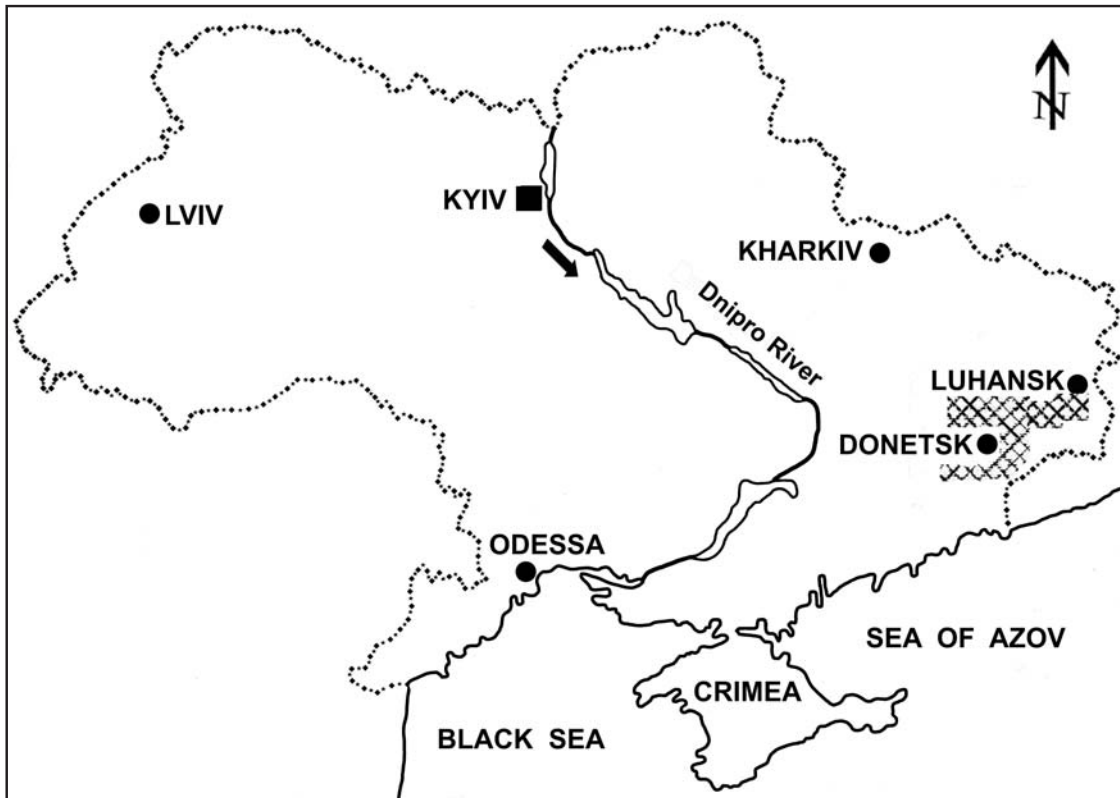 N
LVIV
KYIV
KHARKIV
Dnipro River
LUHANSK
DONETSK
ODESSA
SEA OF AZOV
CRIMEA
BLACK SEA